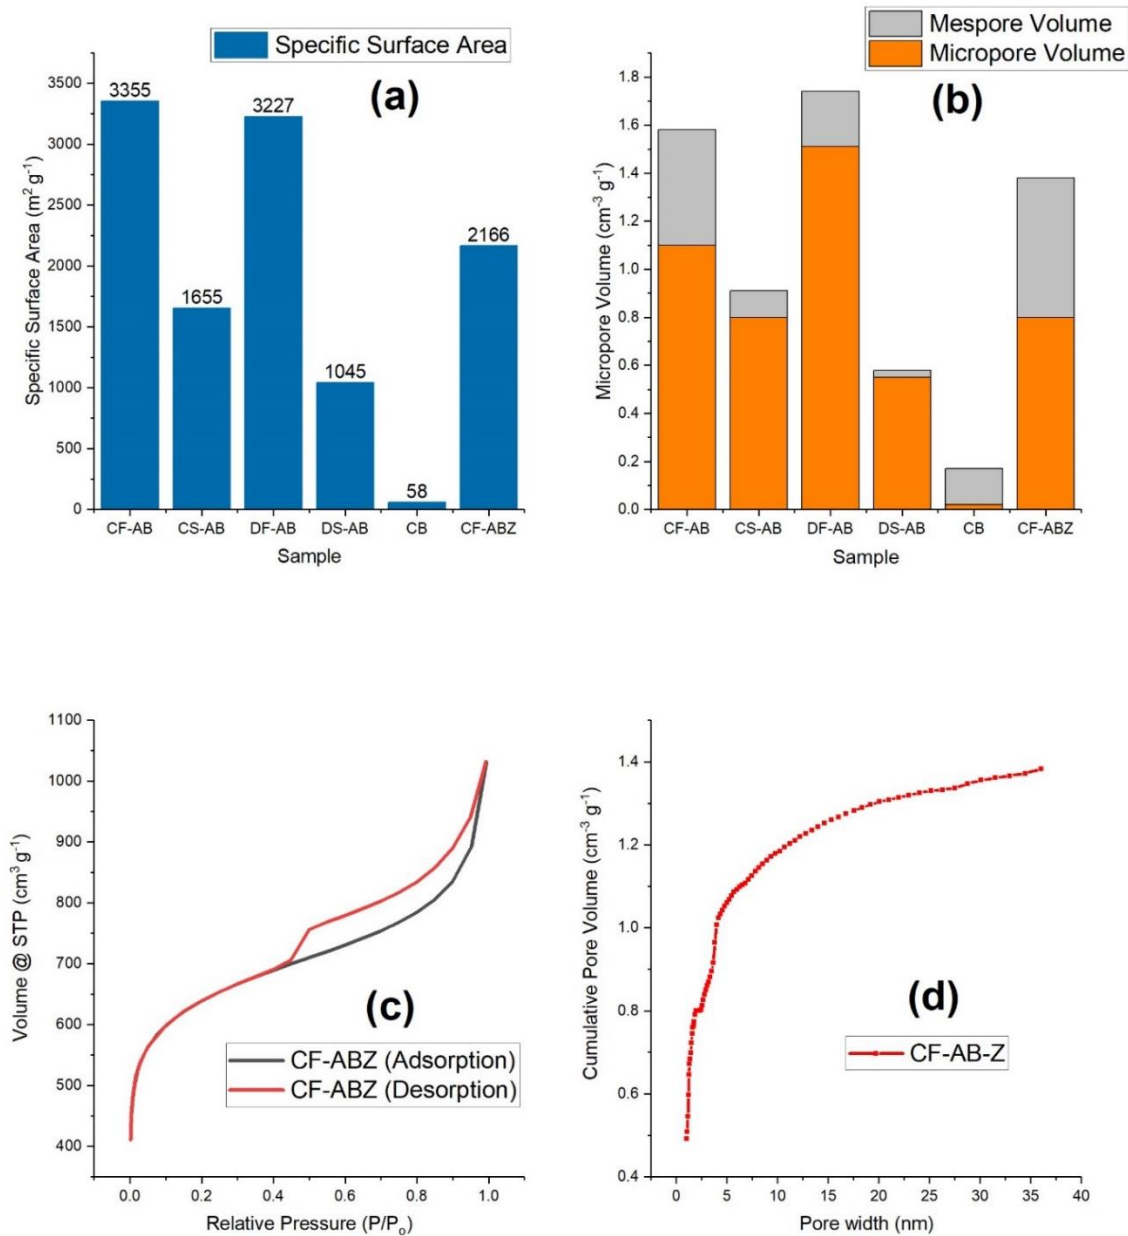 Specific Surface Area
(a)
3500
3000
2500
2000
1500
1000
500
0
Specific Surface Area (m² g⁻¹)
3355
1655
3227
1045
58
2166
CF-AB CS-AB DF-AB DS-AB CB CF-ABZ
Sample
Mespore Volume
Micropore Volume
(b)
1.8
1.6
1.4
1.2
1.0
0.8
0.6
0.4
0.2
0.0
Micropore Volume (cm⁻³ g⁻¹)
CF-AB CS-AB DF-AB DS-AB CB CF-ABZ
Sample
1100
1000
900
800
700
600
500
400
Volume @ STP (cm³ g⁻¹)
(c)
CF-ABZ (Adsorption)
CF-ABZ (Desorption)
0.0 0.2 0.4 0.6 0.8 1.0
Relative Pressure (P/Pₒ)
1.4
1.2
1.0
0.8
0.6
0.4
Cumulative Pore Volume (cm⁻³ g⁻¹)
(d)
CF-AB-Z
0 5 10 15 20 25 30 35 40
Pore width (nm)